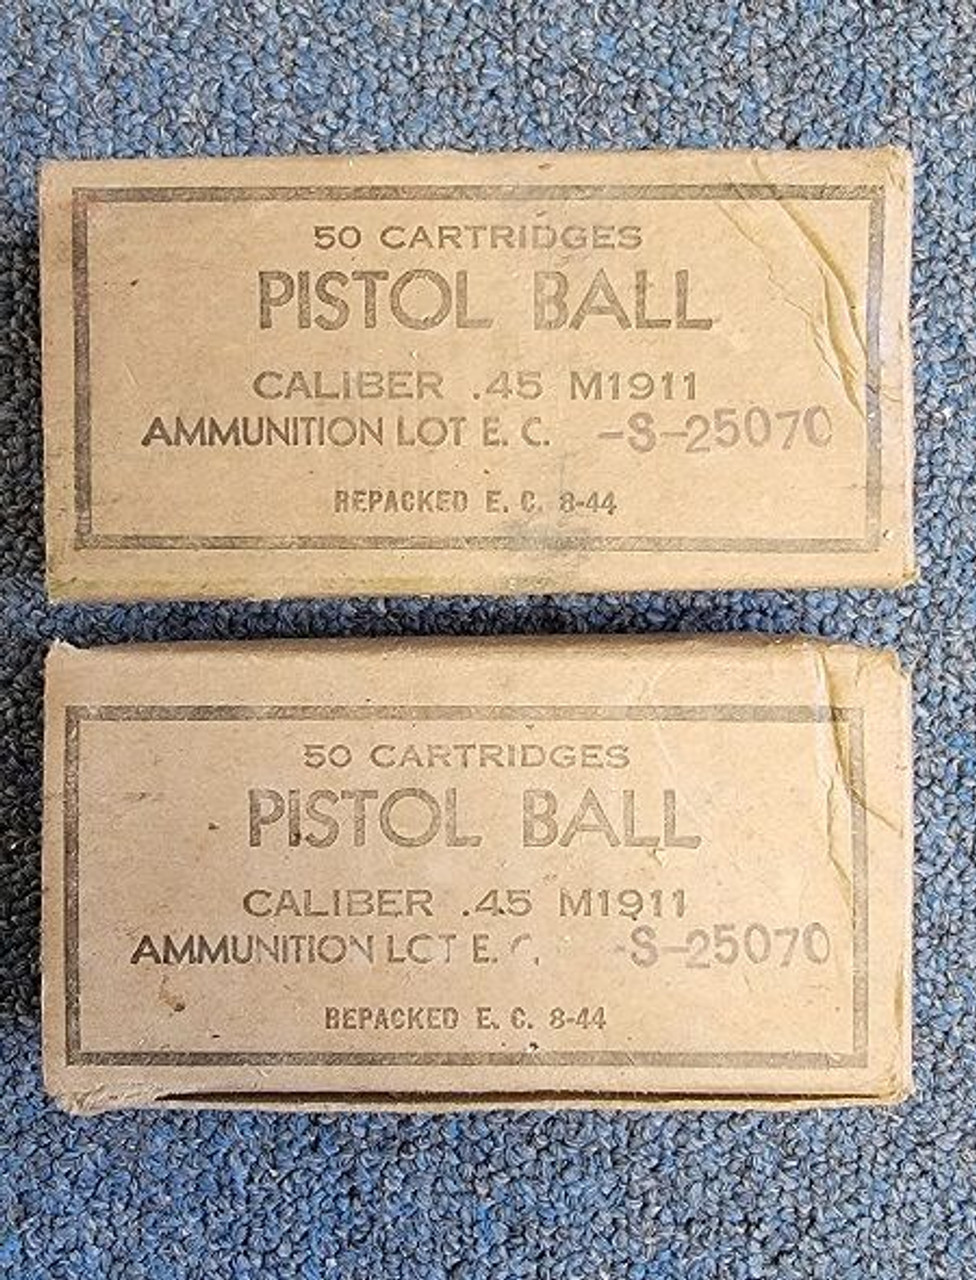 50 CARTRIDGES
PISTOL BALL
CALIBER .45 M1911
AMMUNITION LOT E. C. -S-25070
REPACKED E. C. 8-44
50 CARTRIDGES
PISTOL BALL
CALIBER .45 M1911
AMMUNITION LOT E. C. -S-25070
REPACKED E. C. 8-44